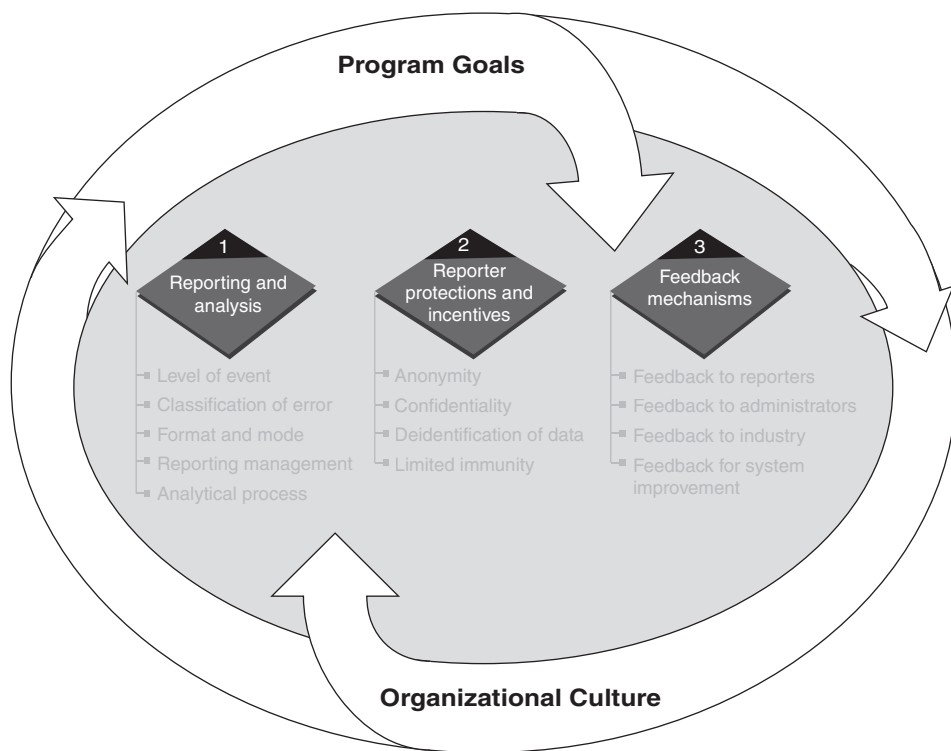 Program Goals
1
Reporting and
analysis
Level of event
Classification of error
Format and mode
Reporting management
Analytical process
2
Reporter
protections and
incentives
Anonymity
Confidentiality
Deidentification of data
Limited immunity
3
Feedback
mechanisms
Feedback to reporters
Feedback to administrators
Feedback to industry
Feedback for system
improvement
Organizational Culture